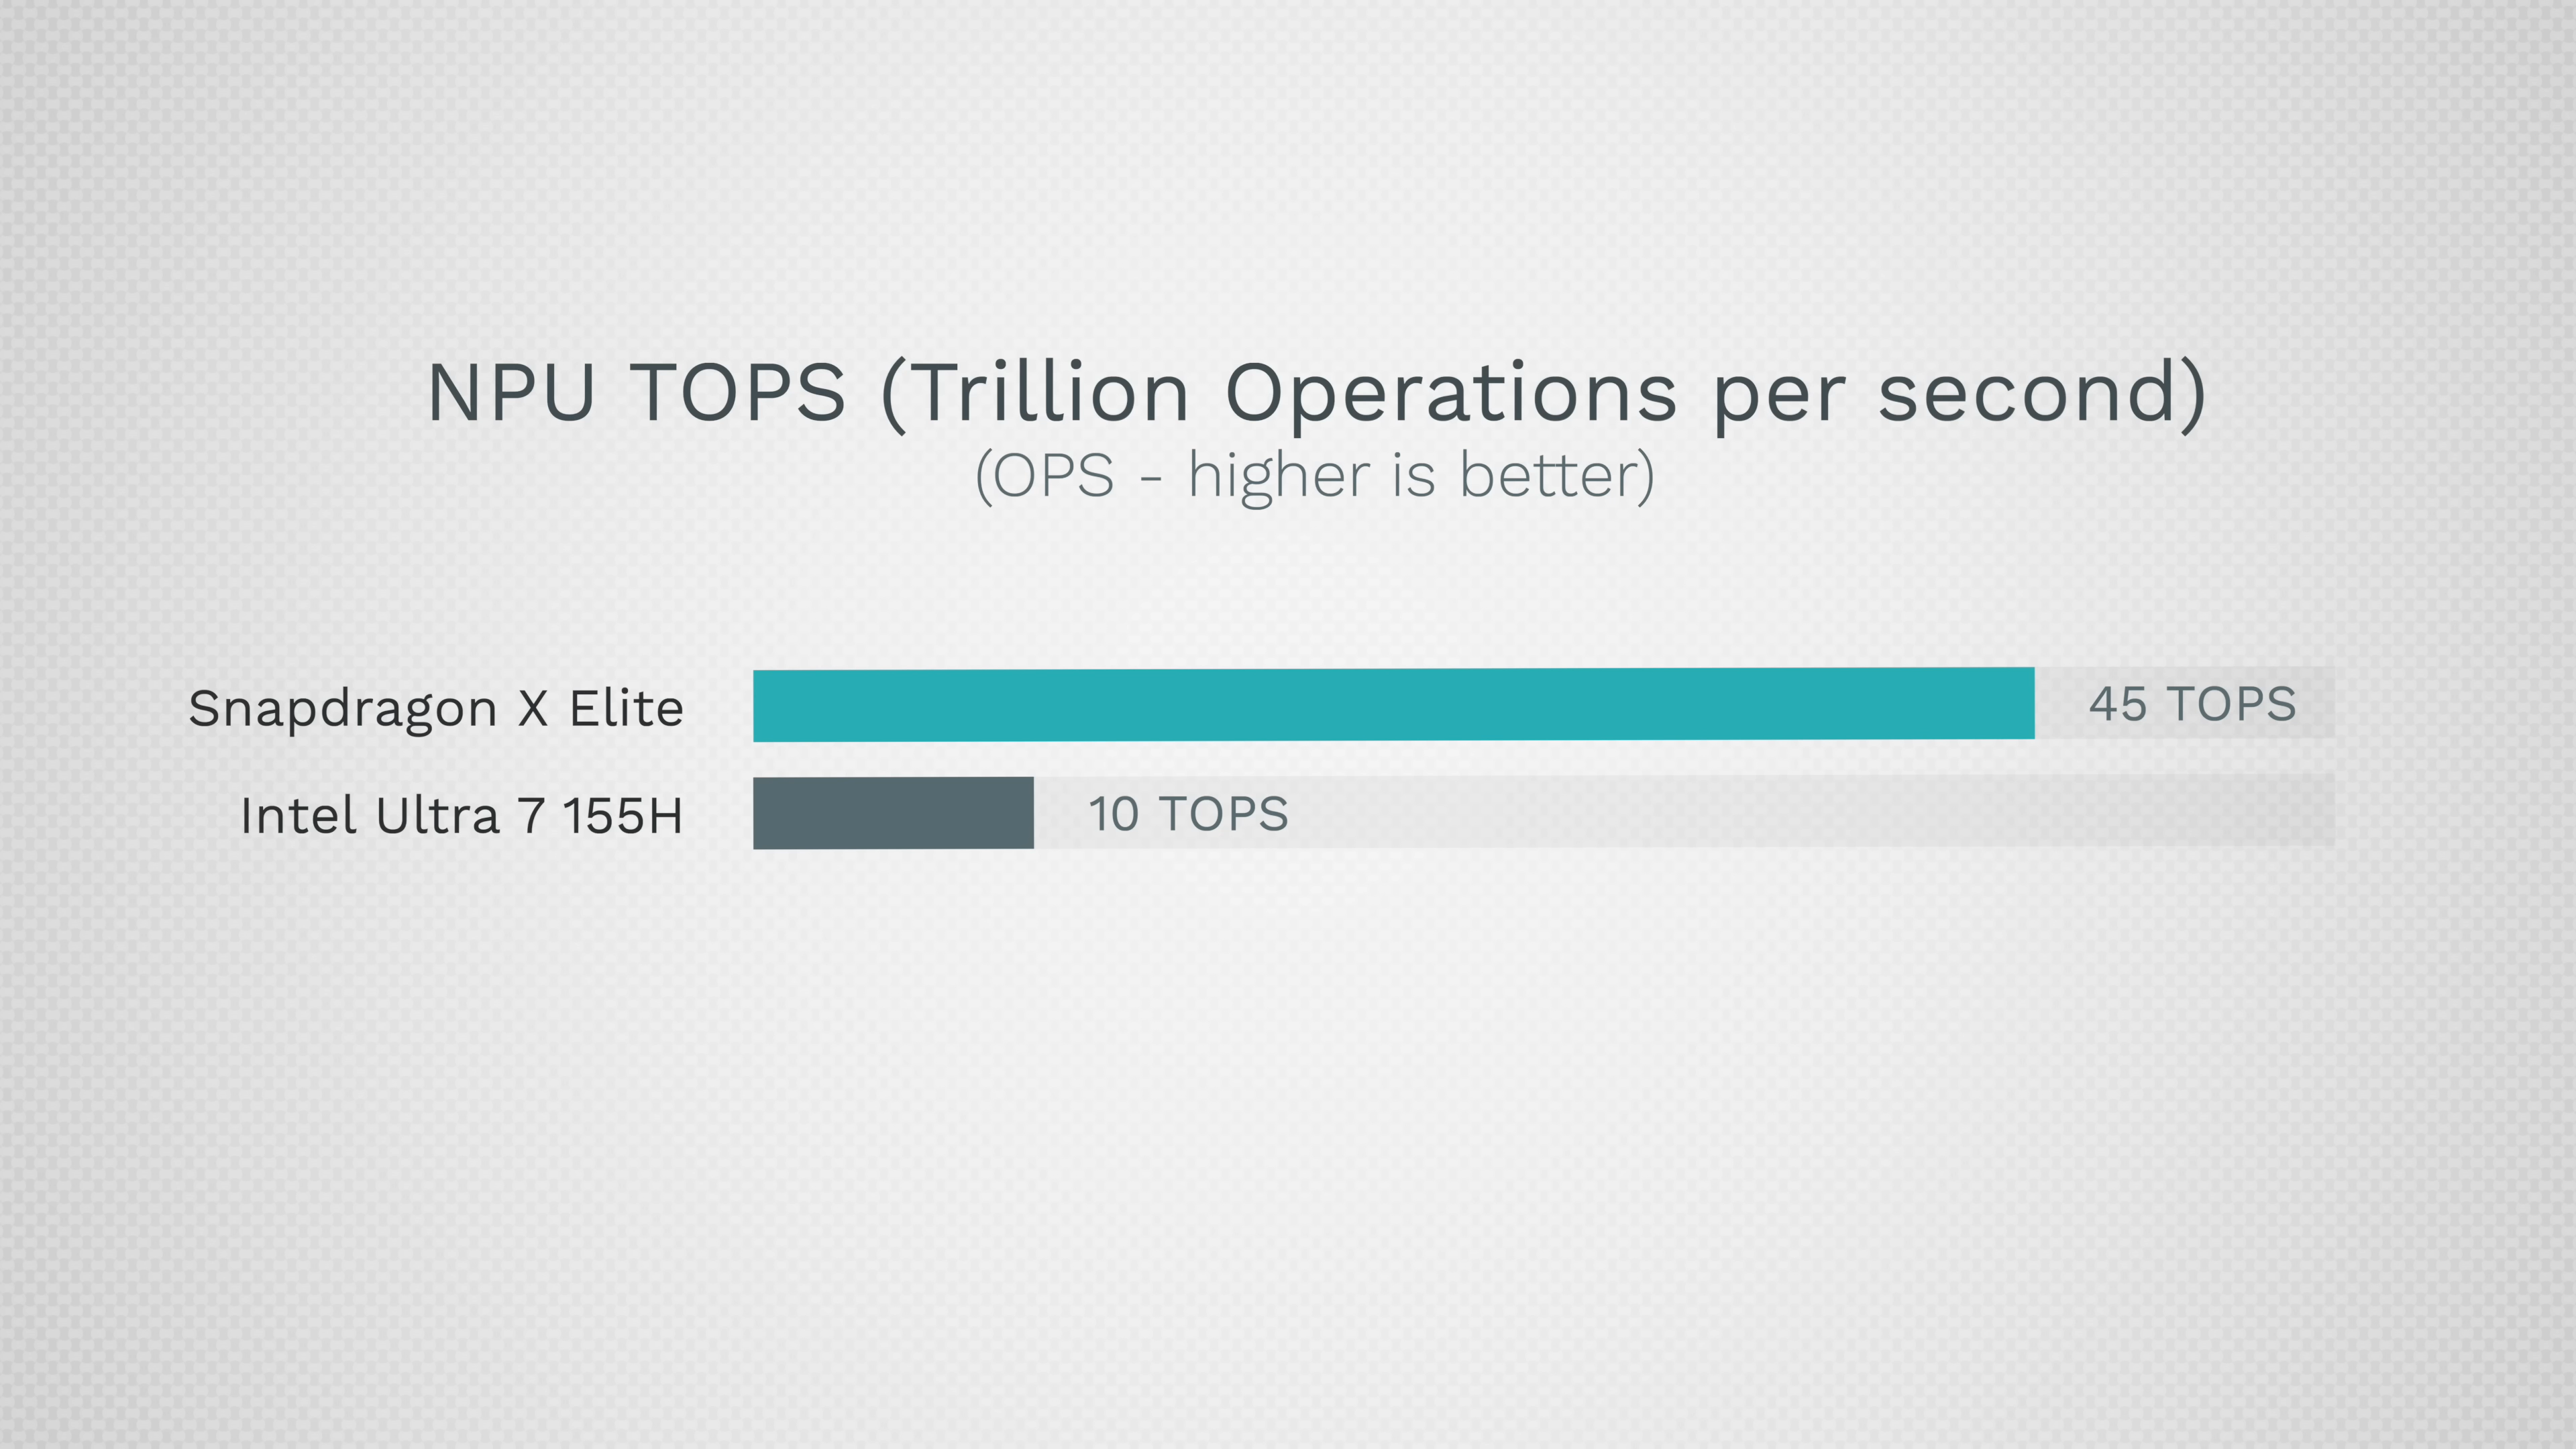 NPU TOPS (Trillion Operations per second)
(OPS - higher is better)
Snapdragon X Elite 45 TOPS
Intel Ultra 7 155H 10 TOPS